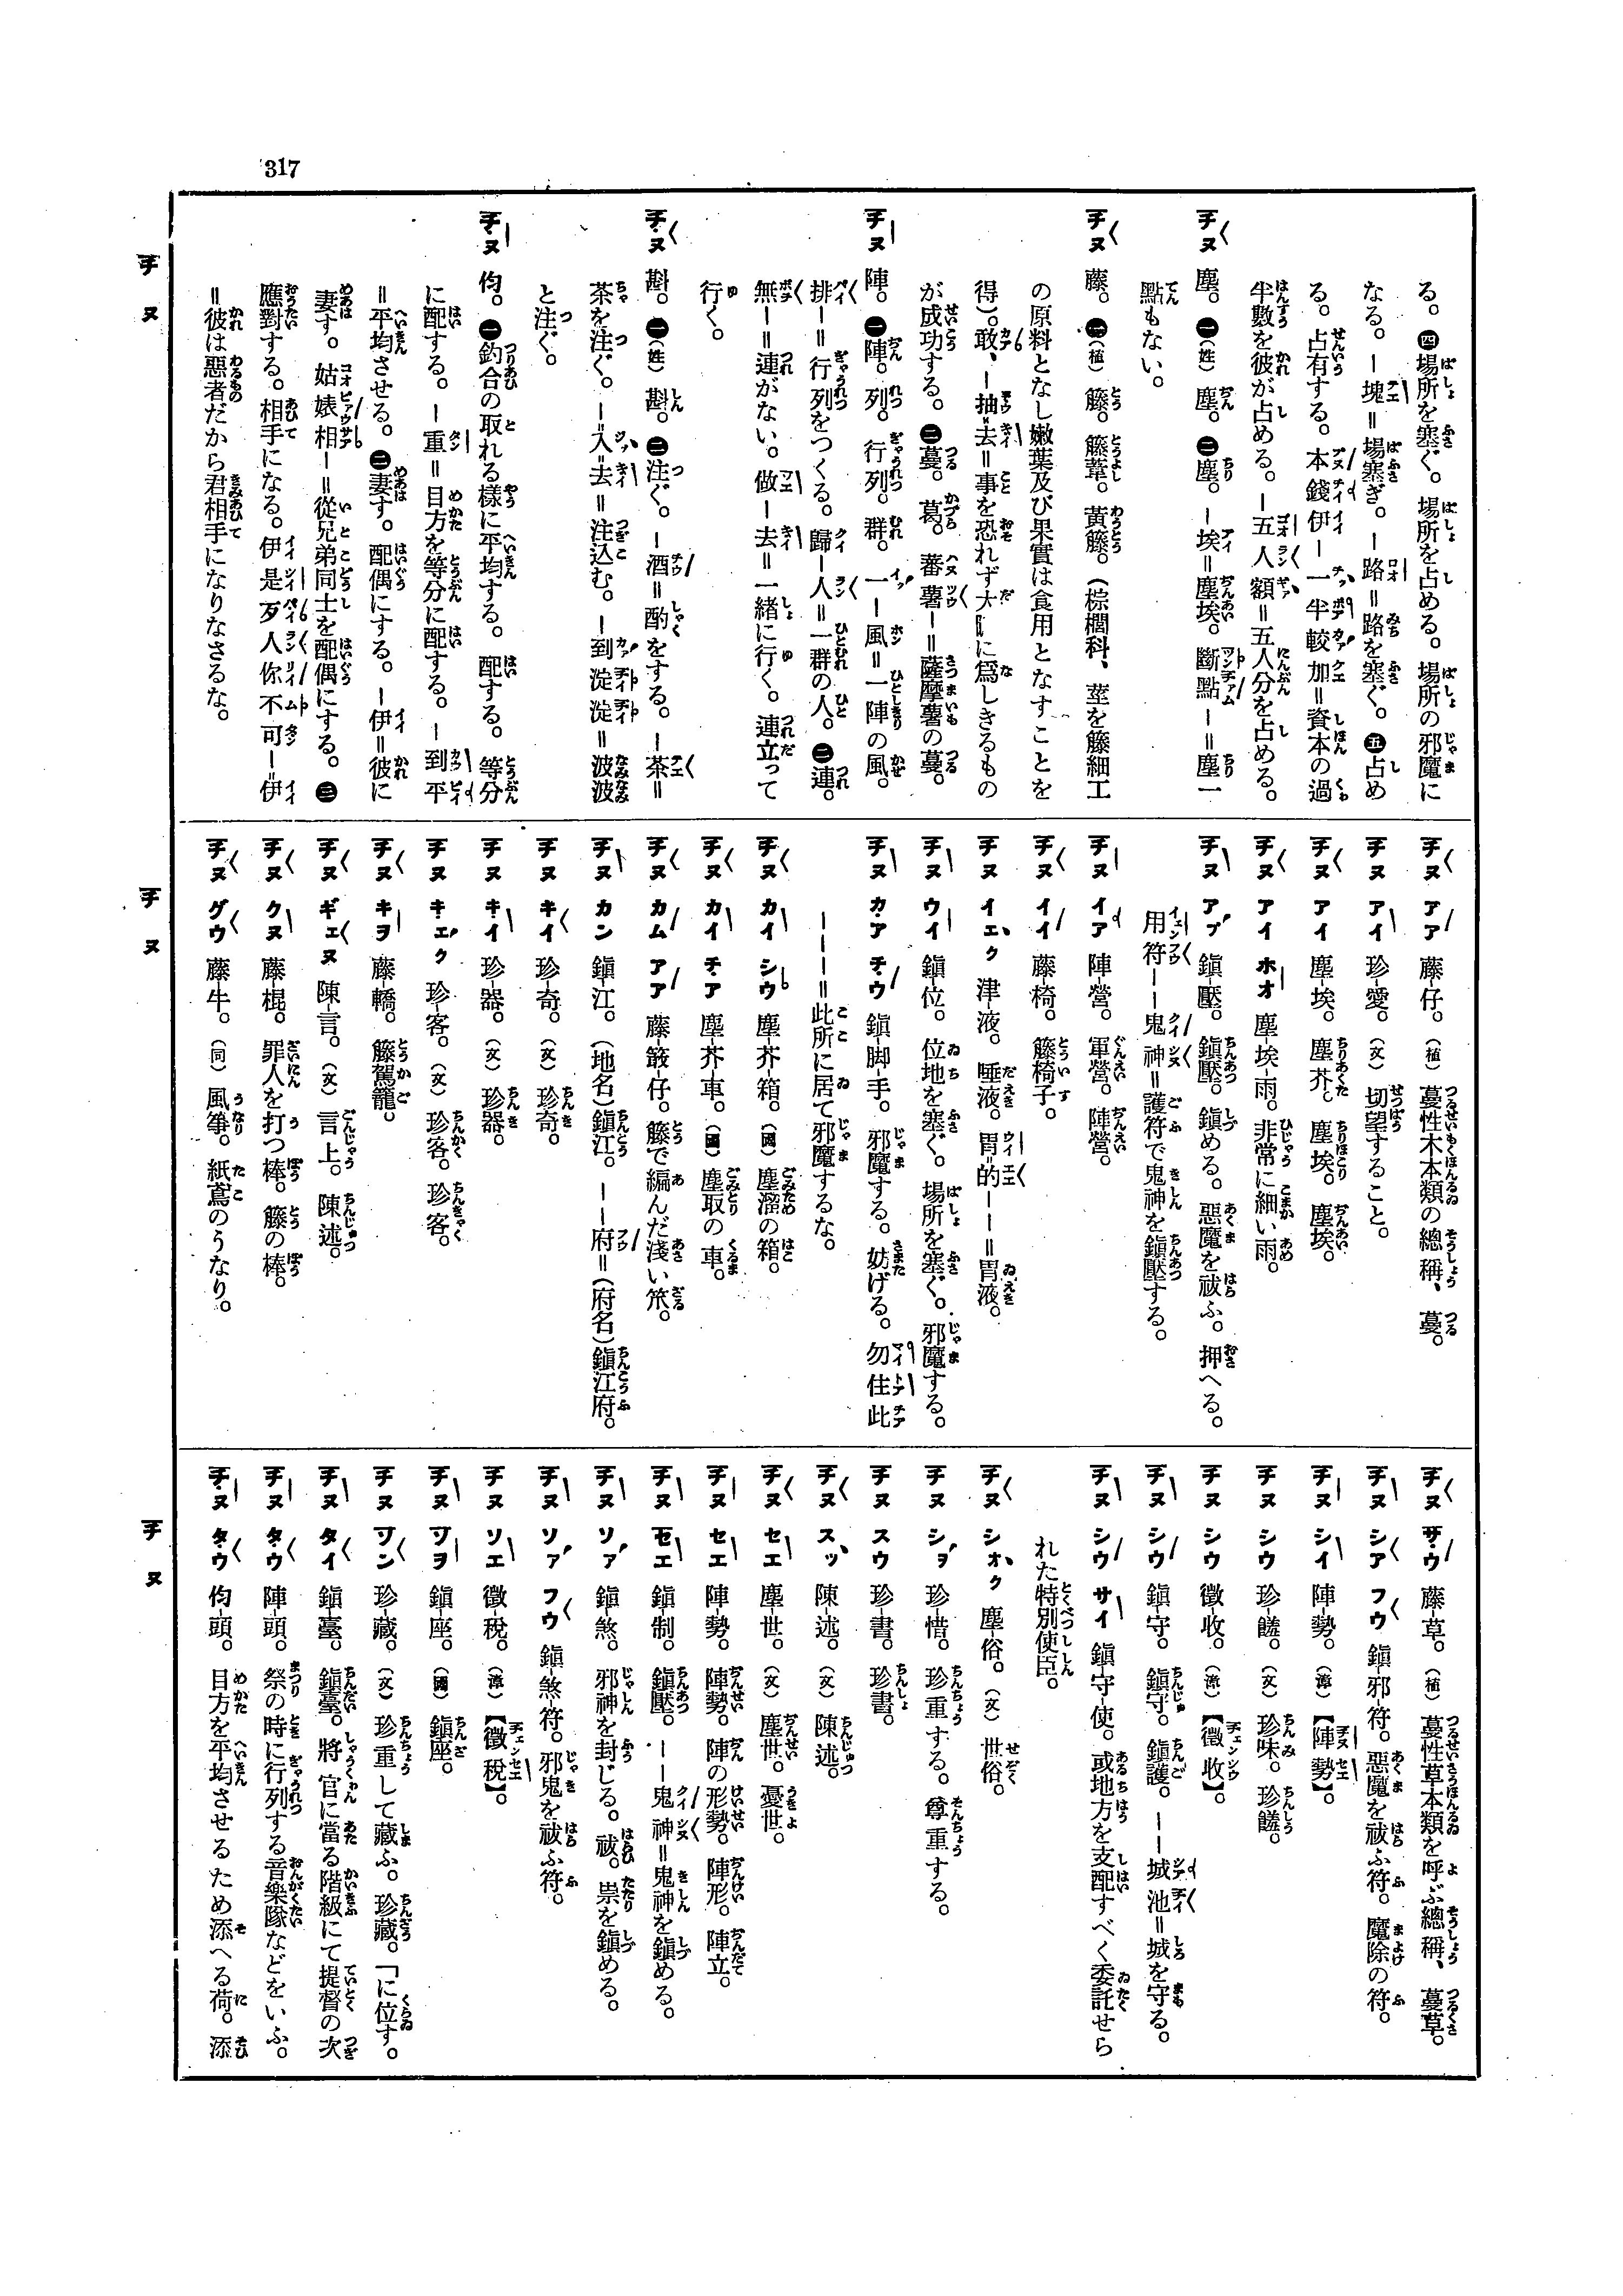 317
る。㊃場所を塞ぐ。場所を占める。場所の邪魔に
なる。―塊＝場塞ぎ。―路＝路を塞ぐ。㊄占め
る。占有する。本錢伊―一半較加＝資本の過
半數を彼が占める。―五人額＝五人分を占める。
チヌ 塵。㊀(姓) 塵。㊁塵。―埃＝塵埃。斷點―＝塵一
點もない。
チヌ 藤。㊀(植) 籐。籐葦。黃籐。(棕櫚科、莖を籐細工
の原料となし嫩葉及び果實は食用となすことを
得)。敢、―抽＝去＝事を恐れず大膽に爲しきるもの
が成功する。㊁蔓。葛。蕃薯―＝薩摩薯の蔓。
チヌ 陣。㊀陣。列。行列。群。一―風＝一陣の風。
排―＝行列をつくる。歸―人＝一群の人。㊁連。
無―＝連がない。做―去＝一緒に行く。連立って
行く。
チヌ 斟。㊀(姓) 斟。㊁注ぐ。―酒＝酌をする。―茶＝
茶を注ぐ。―＝入＝去＝注込む。―到淀淀＝波波
と注ぐ。
チヌ 伨。㊀釣合の取れる樣に平均する。配する。等分
に配する。―重＝目方を等分に配する。―到平
＝平均させる。㊁妻す。配偶にする。―伊＝彼に
妻す。姑婊相―＝從兄弟同士を配偶にする。㊂
應對する。相手になる。伊是歹人你不可―＝伊
＝彼は惡者だから君相手になりなさるな。
チヌ アア 藤-仔。(植) 蔓性木本類の總稱、蔓。
チヌ アイ 珍-愛。(文) 切望すること。
チヌ アイ 塵-埃。塵芥。塵埃。塵埃。
チヌ アイ ホオ 塵-埃-雨。非常に細い雨。
チヌ アプ 鎭-壓。鎭壓。鎭める。惡魔を祓ふ。押へる。
用符――鬼神＝護符で鬼神を鎭壓する。
チヌ イア 陣-營。軍營。陣營。
チヌ イイ 藤-椅。籐椅子。
チヌ イェク 津-液。唾液。胃的――＝胃液。
チヌ ウイ 鎭-位。位地を塞ぐ。場所を塞ぐ。邪魔する。
チヌ カア チウ 鎭-脚-手。邪魔する。妨げる。勿住此
―――＝此所に居て邪魔するな。
チヌ カイ シウ 塵-芥-箱。(國) 塵溜の箱。
チヌ カイ チア 塵-芥-車。(國) 塵取の車。
チヌ カム アア 藤-𥴊-仔。籐で編んだ淺い笊。
チヌ カン 鎭-江。(地名) 鎭江。――府＝(府名) 鎭江府。
チヌ キイ 珍-奇。(文) 珍奇。
チヌ キイ 珍-器。(文) 珍器。
チヌ キェク 珍-客。(文) 珍客。珍客。
チヌ キヲ 藤-轎。籐駕籠。
チヌ ギェヌ 陳-言。(文) 言上。陳述。
チヌ クヌ 藤-棍。罪人を打つ棒。籐の棒。
チヌ グウ 藤-牛。(同) 風箏。紙鳶のうなり。
チヌ サウ 藤-草。(植) 蔓性草本類を呼ぶ總稱、蔓草。
チヌ シア フウ 鎭-邪-符。惡魔を祓ふ符。魔除の符。
チヌ シイ 陣-勢。(漳) 【陣勢】。
チヌ シウ 珍-饈。(文) 珍味。珍饈。
チヌ シウ 徵-收。(漳) 【徵收】。
チヌ シウ 鎭-守。鎭守。鎭護。――城池＝城を守る。
チヌ シウ サイ 鎭-守-使。或地方を支配すべく委託せら
れた特別使臣。
チヌ シオク 塵-俗。(文) 世俗。
チヌ シヲ 珍-惜。珍重する。尊重する。
チヌ スウ 珍-書。珍書。
チヌ スッ 陳-述。(文) 陳述。
チヌ セエ 塵-世。(文) 塵世。憂世。
チヌ セエ 陣-勢。陣勢。陣の形勢。陣形。陣立。
チヌ セエ 鎭-制。鎭壓。――鬼神＝鬼神を鎭める。
チヌ ソァ 鎭-煞。邪神を封じる。祓。祟を鎭める。
チヌ ソァ フウ 鎭-煞-符。邪鬼を祓ふ符。
チヌ ソエ 徵-稅。(漳) 【徵稅】。
チヌ ツヲ 鎭-座。(國) 鎭座。
チヌ ツン 珍-藏。(文) 珍重して藏ふ。珍藏。「に位す。
チヌ タイ 鎭-臺。鎭臺。將官に當る階級にて提督の次
チヌ タウ 陣-頭。祭の時に行列する音樂隊などをいふ。
チヌ タウ 伨-頭。目方を平均させるため添へる荷。添
チヌ
チヌ
チヌ